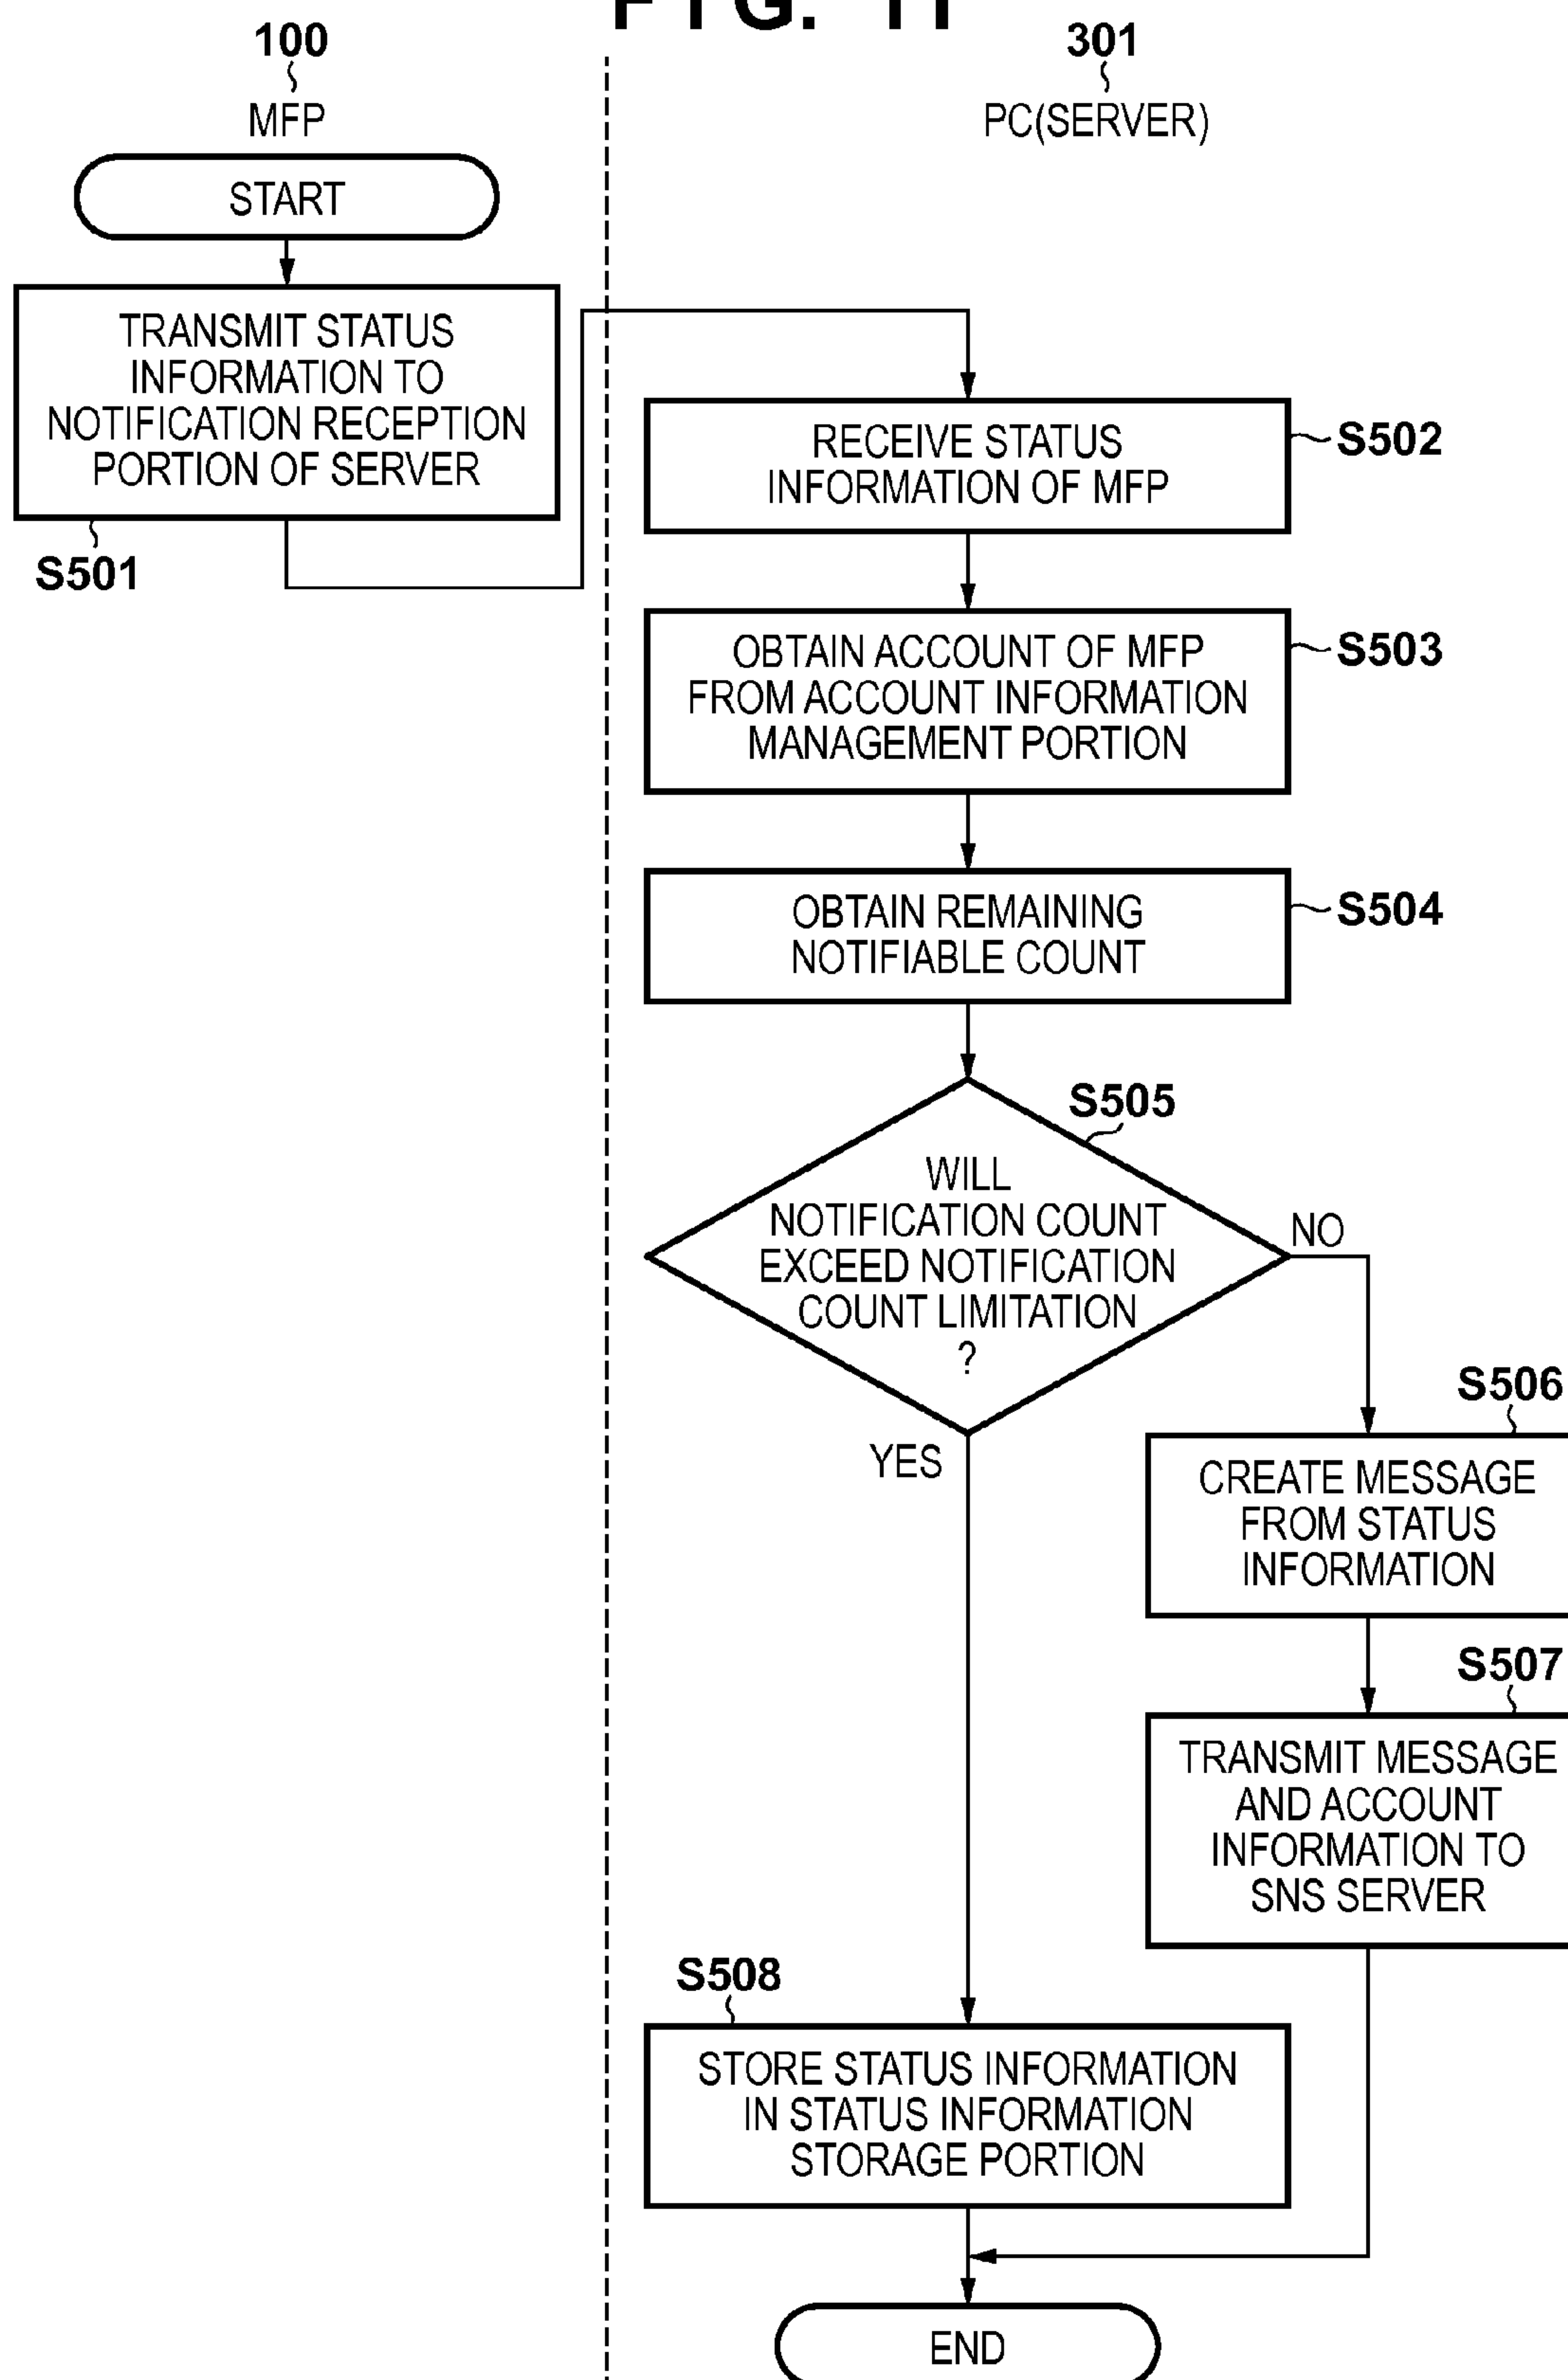 FIG. 11
100
MFP
START
TRANSMIT STATUS
INFORMATION TO
NOTIFICATION RECEPTION
PORTION OF SERVER
S501
301
PC(SERVER)
RECEIVE STATUS
INFORMATION OF MFP
S502
OBTAIN ACCOUNT OF MFP
FROM ACCOUNT INFORMATION
MANAGEMENT PORTION
S503
OBTAIN REMAINING
NOTIFIABLE COUNT
S504
S505
WILL
NOTIFICATION COUNT
EXCEED NOTIFICATION
COUNT LIMITATION
?
NO
YES
S506
CREATE MESSAGE
FROM STATUS
INFORMATION
S507
TRANSMIT MESSAGE
AND ACCOUNT
INFORMATION TO
SNS SERVER
S508
STORE STATUS INFORMATION
IN STATUS INFORMATION
STORAGE PORTION
END